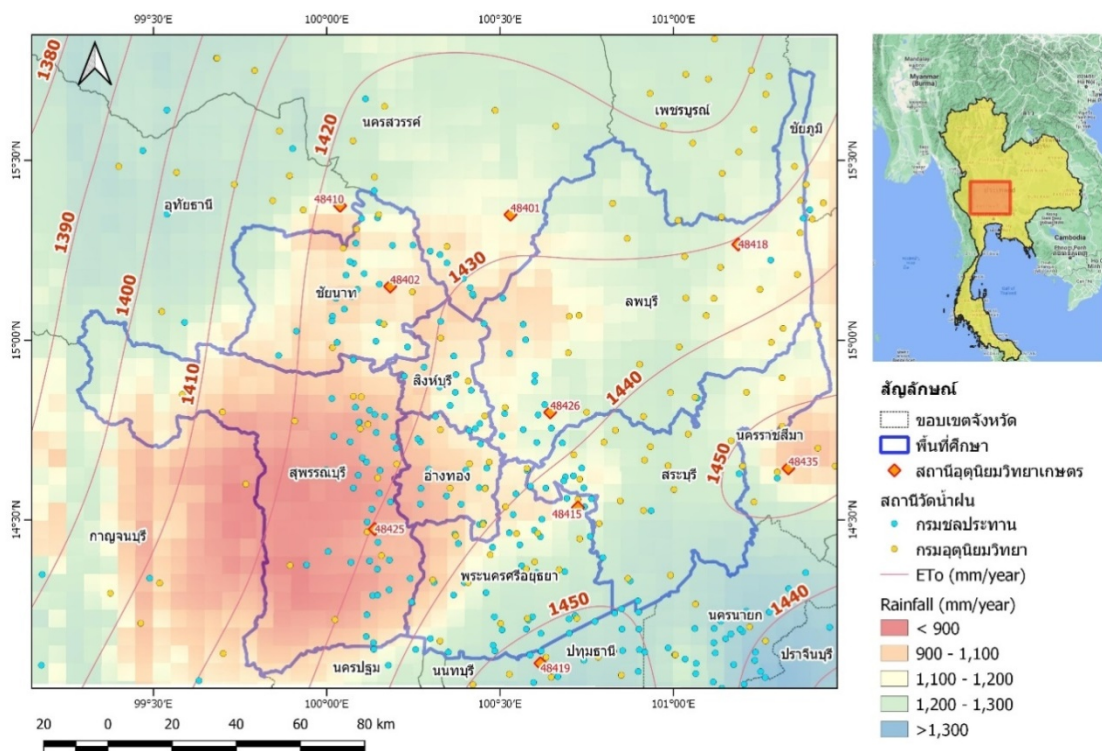 99°30'E
100°00'E
100°30'E
101°00'E
1380
นครสวรรค์
1420
เพชรบูรณ์
ชัยภูมิ
15°30'N
15°30'N
อุทัยธานี
48410
48401
1390
48418
1430
48402
ชัยนาท
1400
ลพบุรี
15°00'N
15°00'N
1410
สิงห์บุรี
1440
48426
นครราชสีมา
1450
48435
สุพรรณบุรี
อ่างทอง
สระบุรี
48415
14°30'N
14°30'N
48425
กาญจนบุรี
พระนครศรีอยุธยา
1450
นครนายก
1440
ปทุมธานี
ปราจีนบุรี
นครปฐม
นนทบุรี
48419
99°30'E
100°00'E
100°30'E
101°00'E
20 0 20 40 60 80 km
Myanmar
(Burma)
Cambodia
สัญลักษณ์
ขอบเขตจังหวัด
พื้นที่ศึกษา
สถานีอุตุนิยมวิทยาเกษตร
สถานีวัดน้ำฝน
กรมชลประทาน
กรมอุตุนิยมวิทยา
ETo (mm/year)
Rainfall (mm/year)
< 900
900 - 1,100
1,100 - 1,200
1,200 - 1,300
>1,300